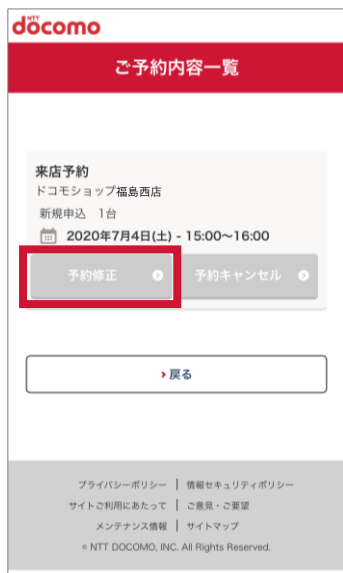 NTT
döcomo
ご予約内容一覧
来店予約
ドコモショップ福島西店
新規申込 1台
2020年7月4日(土) - 15:00~16:00
予約修正 予約キャンセル
戻る
プライバシーポリシー | 情報セキュリティポリシー
サイトご利用にあたって | ご意見・ご要望
メンテナンス情報 | サイトマップ
© NTT DOCOMO, INC. All Rights Reserved.